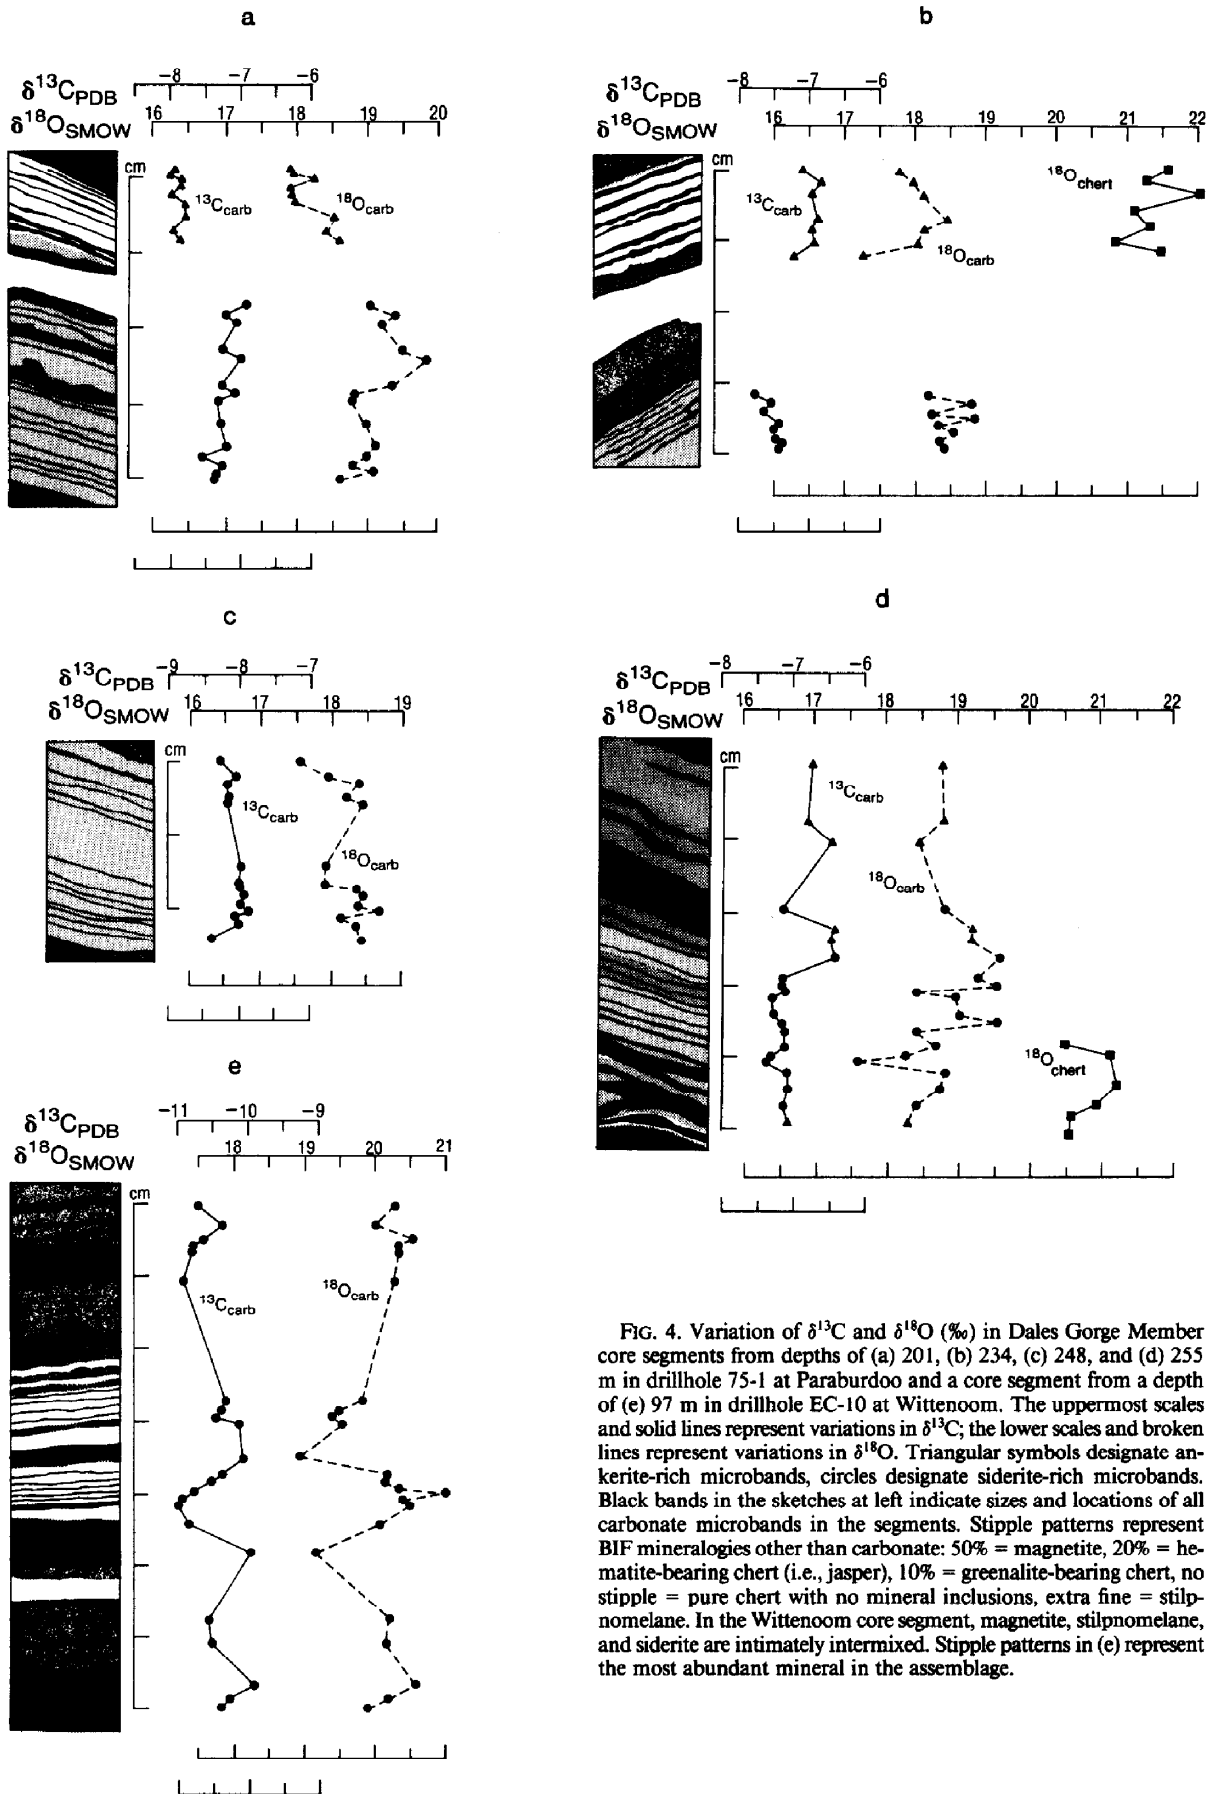 a
δ13CPDB -8 -7 -6
δ18OSMOW 16 17 18 19 20
cm
13Ccarb
18Ocarb
b
δ13CPDB -8 -7 -6
δ18OSMOW 16 17 18 19 20 21 22
cm
13Ccarb
18Ocarb
18Ochert
c
δ13CPDB -9 -8 -7
δ18OSMOW 16 17 18 19
cm
13Ccarb
18Ocarb
d
δ13CPDB -8 -7 -6
δ18OSMOW 16 17 18 19 20 21 22
cm
13Ccarb
18Ocarb
18Ochert
e
δ13CPDB -11 -10 -9
δ18OSMOW 18 19 20 21
cm
13Ccarb
18Ocarb
FIG. 4. Variation of δ13C and δ18O (‰) in Dales Gorge Member
core segments from depths of (a) 201, (b) 234, (c) 248, and (d) 255
m in drillhole 75-1 at Paraburdoo and a core segment from a depth
of (e) 97 m in drillhole EC-10 at Wittenoom. The uppermost scales
and solid lines represent variations in δ13C; the lower scales and broken
lines represent variations in δ18O. Triangular symbols designate an-
kerite-rich microbands, circles designate siderite-rich microbands.
Black bands in the sketches at left indicate sizes and locations of all
carbonate microbands in the segments. Stipple patterns represent
BIF mineralogies other than carbonate: 50% = magnetite, 20% = he-
matite-bearing chert (i.e., jasper), 10% = greenalite-bearing chert, no
stipple = pure chert with no mineral inclusions, extra fine = stilp-
nomelane. In the Wittenoom core segment, magnetite, stilpnomelane,
and siderite are intimately intermixed. Stipple patterns in (e) represent
the most abundant mineral in the assemblage.